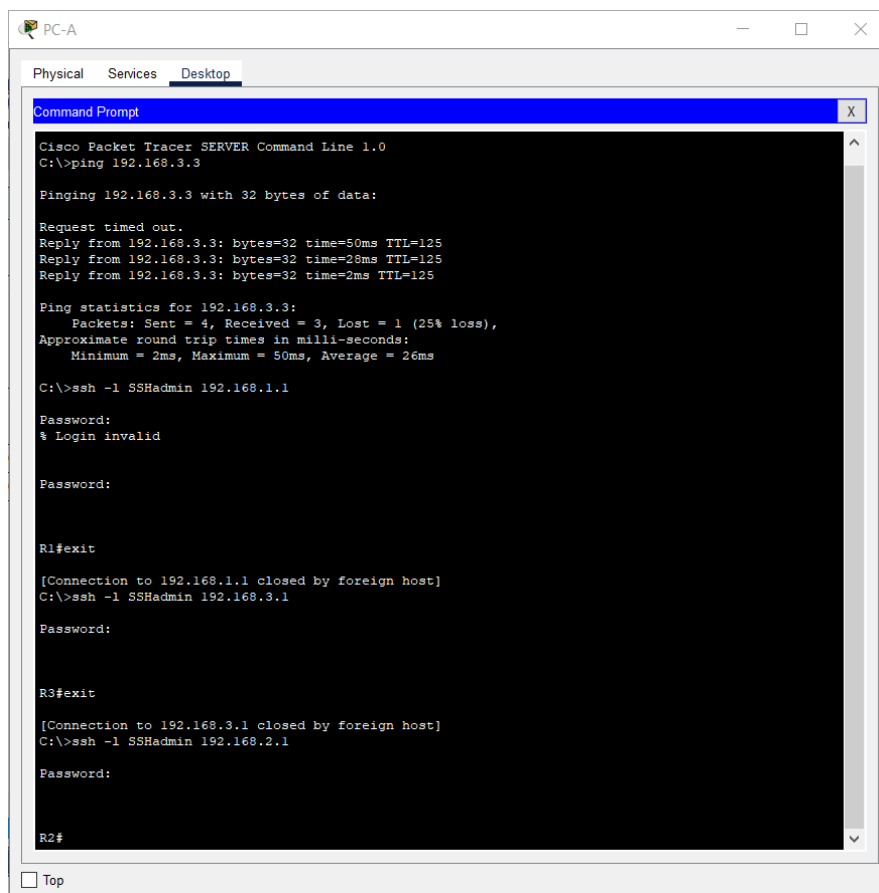 PC-A
Physical Services Desktop
Command Prompt X
Cisco Packet Tracer SERVER Command Line 1.0
C:\>ping 192.168.3.3
Pinging 192.168.3.3 with 32 bytes of data:
Request timed out.
Reply from 192.168.3.3: bytes=32 time=50ms TTL=125
Reply from 192.168.3.3: bytes=32 time=28ms TTL=125
Reply from 192.168.3.3: bytes=32 time=2ms TTL=125
Ping statistics for 192.168.3.3:
Packets: Sent = 4, Received = 3, Lost = 1 (25% loss),
Approximate round trip times in milli-seconds:
Minimum = 2ms, Maximum = 50ms, Average = 26ms
C:\>ssh -l SSHadmin 192.168.1.1
Password:
% Login invalid
Password:
R1#exit
[Connection to 192.168.1.1 closed by foreign host]
C:\>ssh -l SSHadmin 192.168.3.1
Password:
R3#exit
[Connection to 192.168.3.1 closed by foreign host]
C:\>ssh -l SSHadmin 192.168.2.1
Password:
R2#
Top